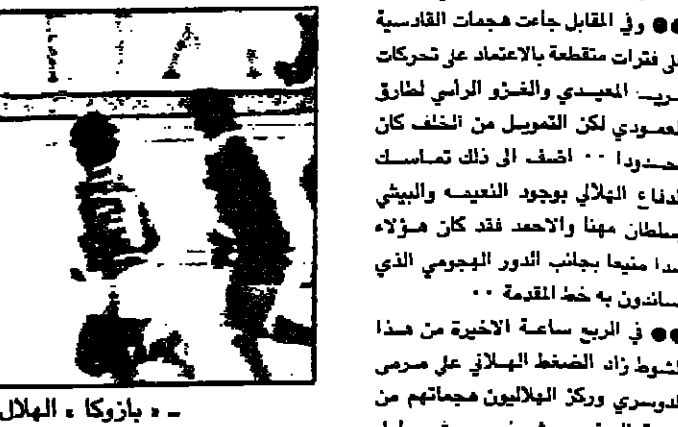 ●● وفي المقابل جاءت هجمات القادسية
على فترات متقطعة بالاعتماد على تحركات
المعيدي والغزو الرأسي لطارق
العمودي لكن التمويل من الخلف كان
محدودا ٠٠ اضف الى ذلك تماسك
الدفاع الهلالي بوجود النعيمه والبيشي
وسلطان مهنا والاحمد فقد كان هؤلاء
سدا منيعا بجانب الدور الهجومي الذي
يساندون به خط المقدمة ٠٠
●● في الربع ساعة الاخيرة من هذا
الشوط زاد الضغط الهلالي على مرمى
الدوسري وركز الهلاليون هجماتهم من
ـ « بازوكا » الهلال